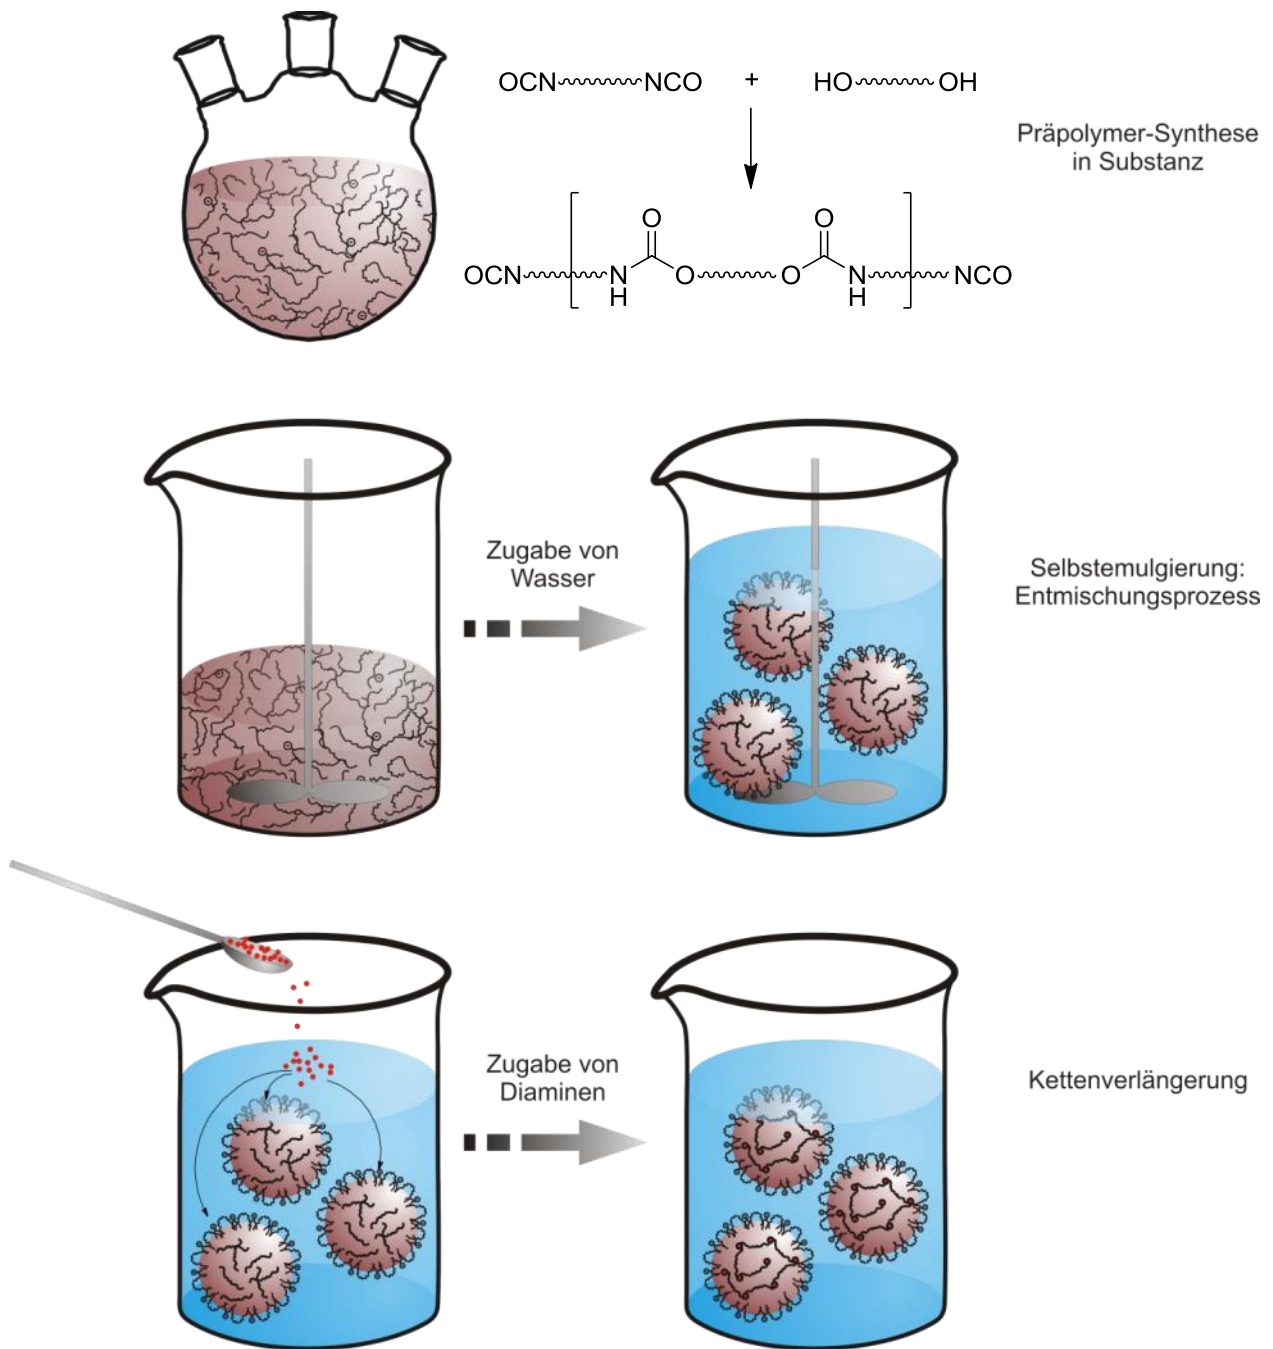 OCN NCO + HO OH
Präpolymer-Synthese
in Substanz
O O
OCN N O O N NCO
H H
Zugabe von
Wasser
Selbstemulgierung:
Entmischungsprozess
Zugabe von
Diaminen
Kettenverlängerung